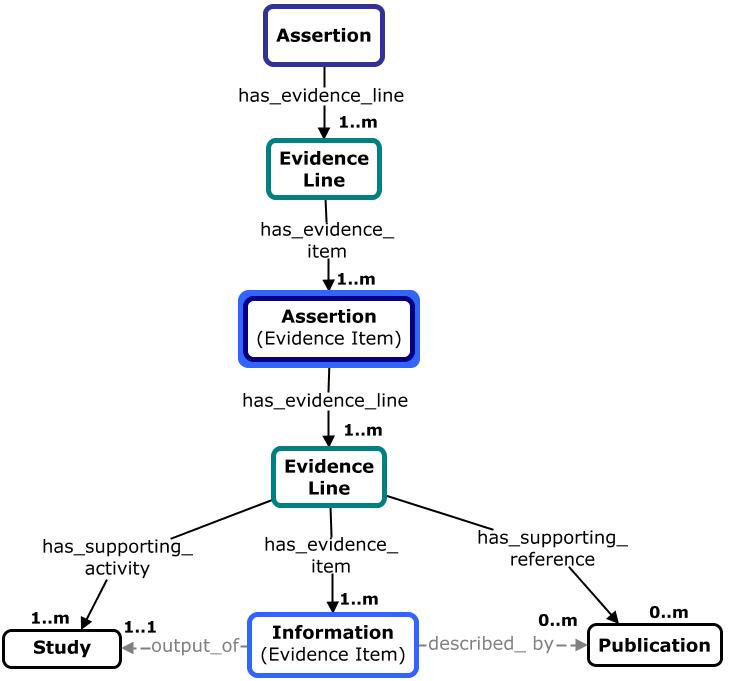 Assertion
has_evidence_line
1..m
Evidence
Line
has_evidence_
item
1..m
Assertion
(Evidence Item)
has_evidence_line
1..m
Evidence
Line
has_supporting_
activity
has_evidence_
item
has_supporting_
reference
1..m
1..1
1..m
0..m
0..m
Study
output_of
Information
(Evidence Item)
described_ by
Publication